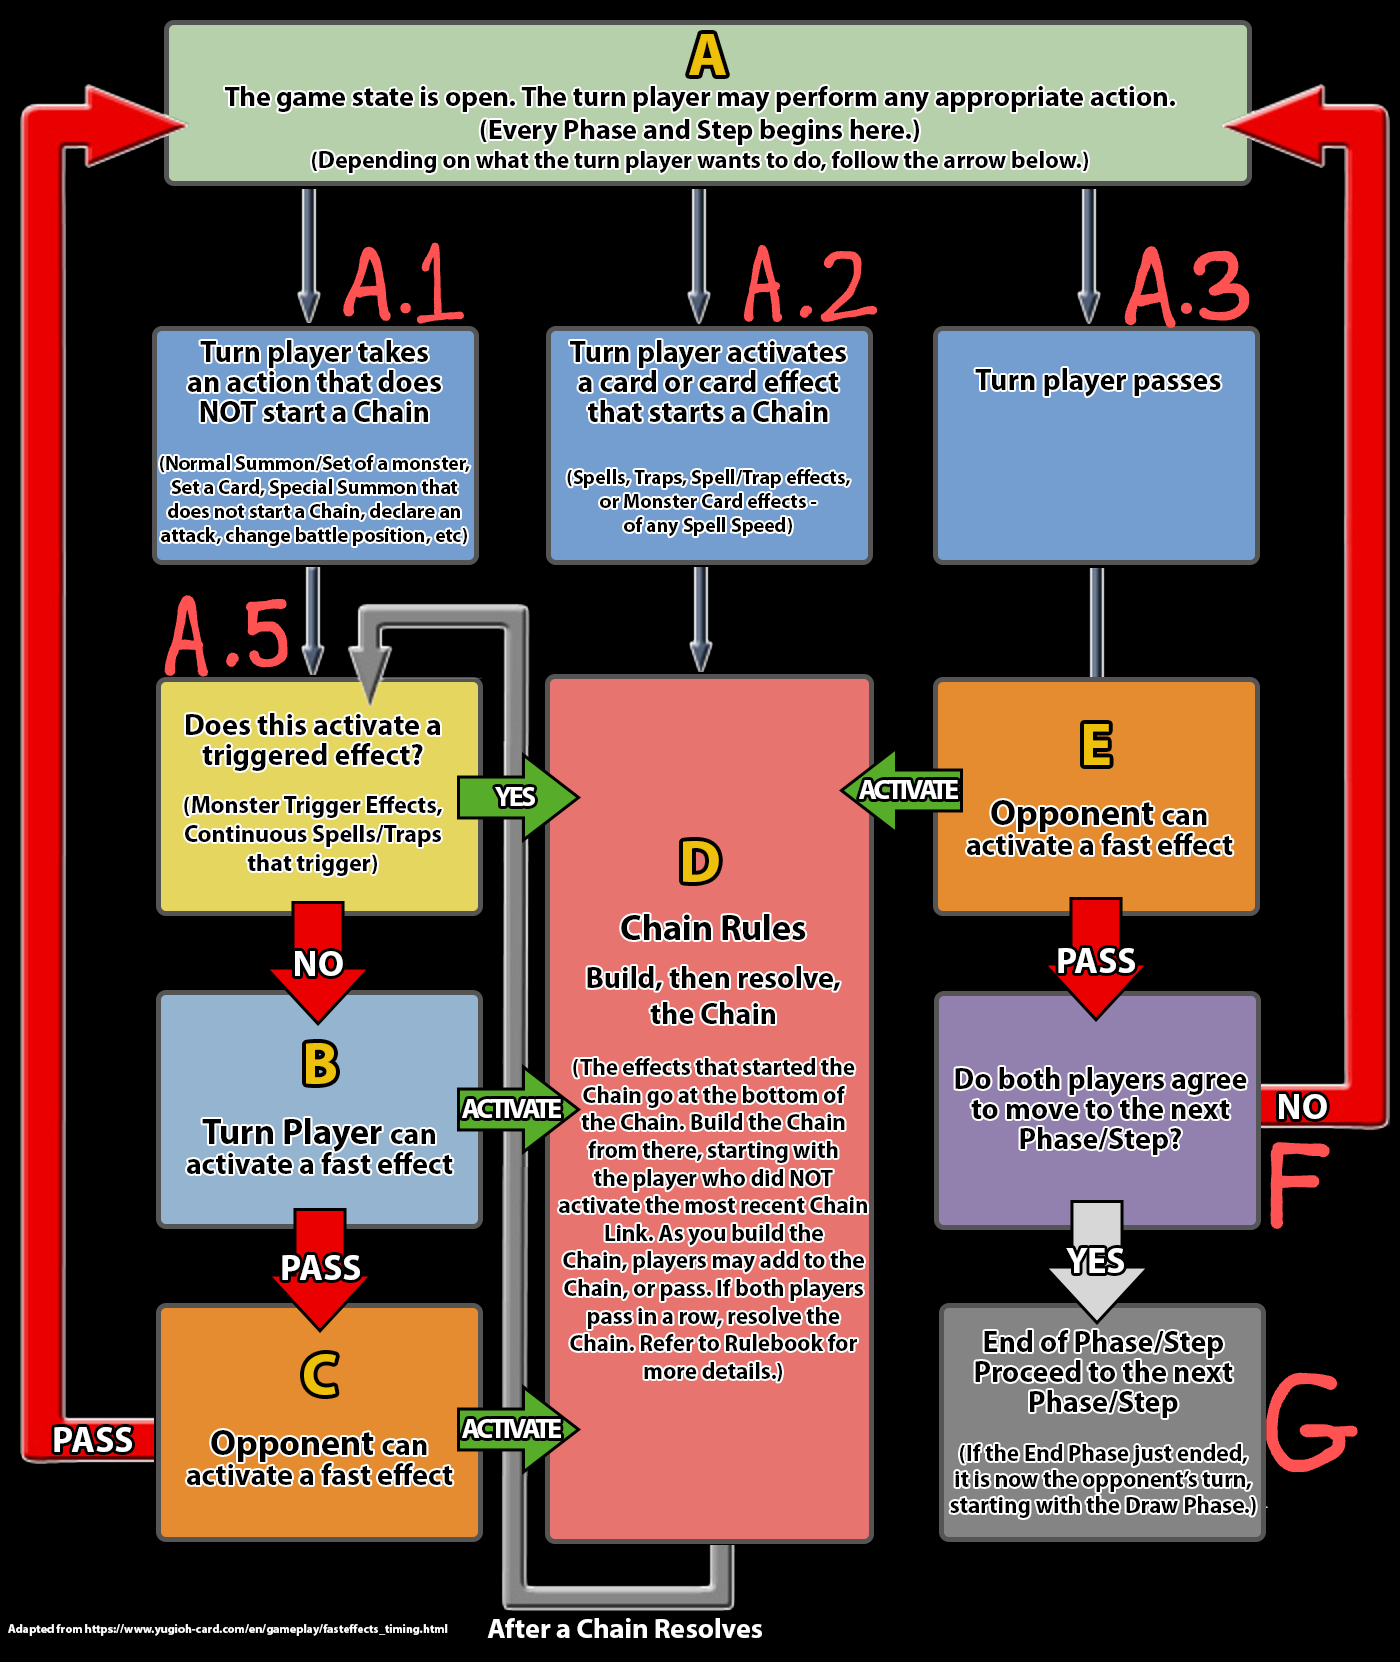 A
The game state is open. The turn player may perform any appropriate action.
(Every Phase and Step begins here.)
(Depending on what the turn player wants to do, follow the arrow below.)
A.1
A.2
A.3
Turn player takes
an action that does
NOT start a Chain
(Normal Summon/Set of a monster,
Set a Card, Special Summon that
does not start a Chain, declare an
attack, change battle position, etc)
Turn player activates
a card or card effect
that starts a Chain
(Spells, Traps, Spell/Trap effects,
or Monster Card effects -
of any Spell Speed)
Turn player passes
A.5
Does this activate a
triggered effect?
(Monster Trigger Effects,
Continuous Spells/Traps
that trigger)
YES
NO
B
Turn Player can
activate a fast effect
ACTIVATE
PASS
C
Opponent can
activate a fast effect
ACTIVATE
PASS
D
Chain Rules
Build, then resolve,
the Chain
(The effects that started the
Chain go at the bottom of
the Chain. Build the Chain
from there, starting with
the player who did NOT
activate the most recent Chain
Link. As you build the
Chain, players may add to the
Chain, or pass. If both players
pass in a row, resolve the
Chain. Refer to Rulebook for
more details.)
E
Opponent can
activate a fast effect
ACTIVATE
PASS
Do both players agree
to move to the next
Phase/Step?
NO
F
YES
End of Phase/Step
Proceed to the next
Phase/Step
(If the End Phase just ended,
it is now the opponent's turn,
starting with the Draw Phase.)
G
After a Chain Resolves
Adapted from https://www.yugioh-card.com/en/gameplay/fasteffects_timing.html